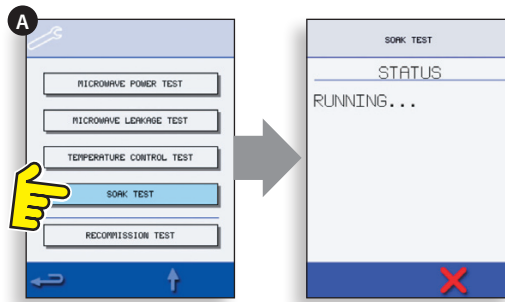 A
MICROWAVE POWER TEST
MICROWAVE LEAKAGE TEST
TEMPERATURE CONTROL TEST
SOAK TEST
RECOMMISSION TEST
SOAK TEST
STATUS
RUNNING...